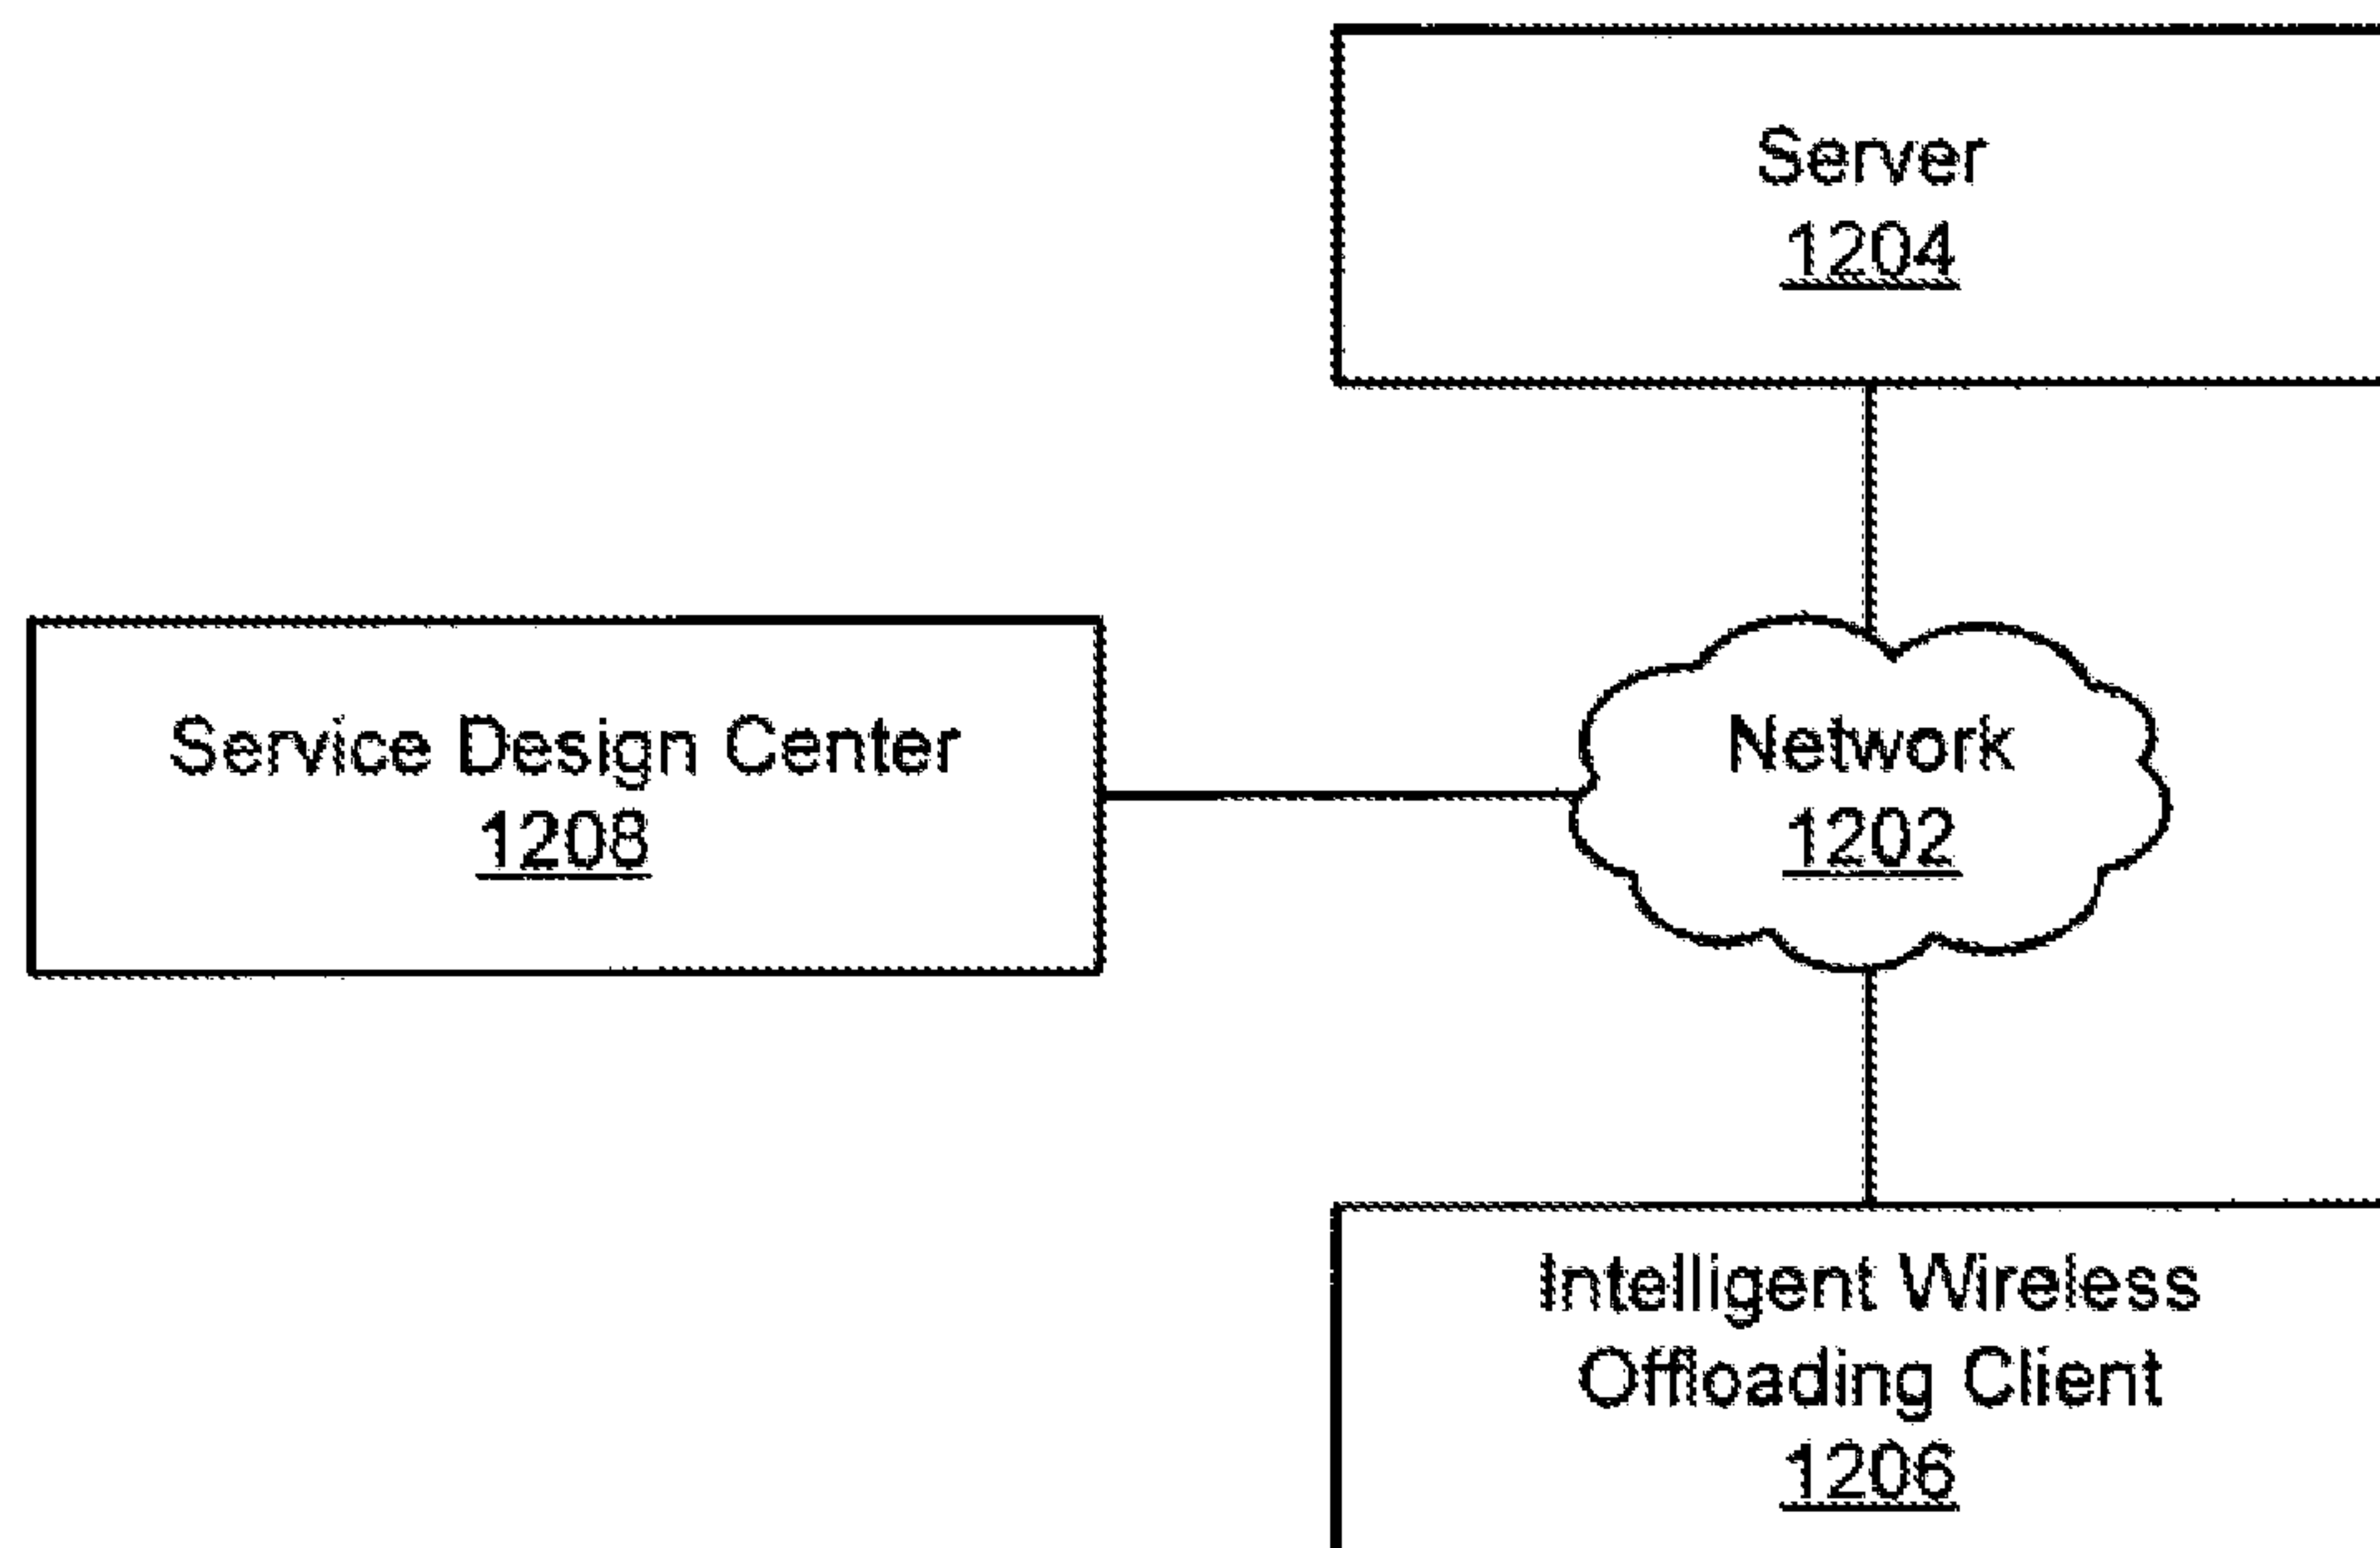 Server
1204
Service Design Center
1208
Network
1202
Intelligent Wireless
Offloading Client
1206